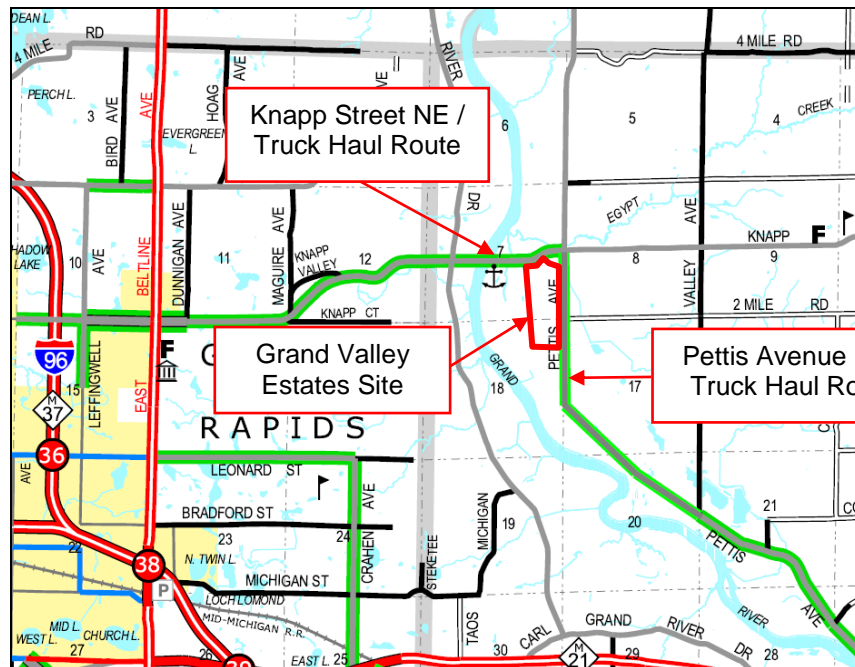 DEAN L.
4 MILE
RD
RIVER
4 MILE RD
PERCH L.
3
BIRD AVE
AVE
HOAG AVE
EVERGREEN
L.
Knapp Street NE /
Truck Haul Route
6
5
4
CREEK
DR
EGYPT
HADOW
LAKE
10
AVE
BELTLINE
DUNNIGAN AVE
11
MAGUIRE AVE
KNAPP
VALLEY
12
7
8
KNAPP
F
9
VALLEY AVE
KNAPP CT
2 MILE RD
PETTIS AVE
96
F
G
Grand Valley
Estates Site
GRAND
18
Pettis Avenue
Truck Haul Ro
17
15
M
37
LEFFINGWELL
EAST
RAPIDS
36
AVE
LEONARD ST
BRADFORD ST
22
23
24
CRAHEN AVE
STEKETEE
MICHIGAN
19
20
21
PETTIS AVE
38
P
N. TWIN L.
MICHIGAN ST
LOCH LOMOND
MID-MICHIGAN R.R.
TAOS
CARL
GRAND RIVER DR
RIVER
MID L.
WEST L.
CHURCH L.
27
26
EAST L.
25
30
M
21
29
28